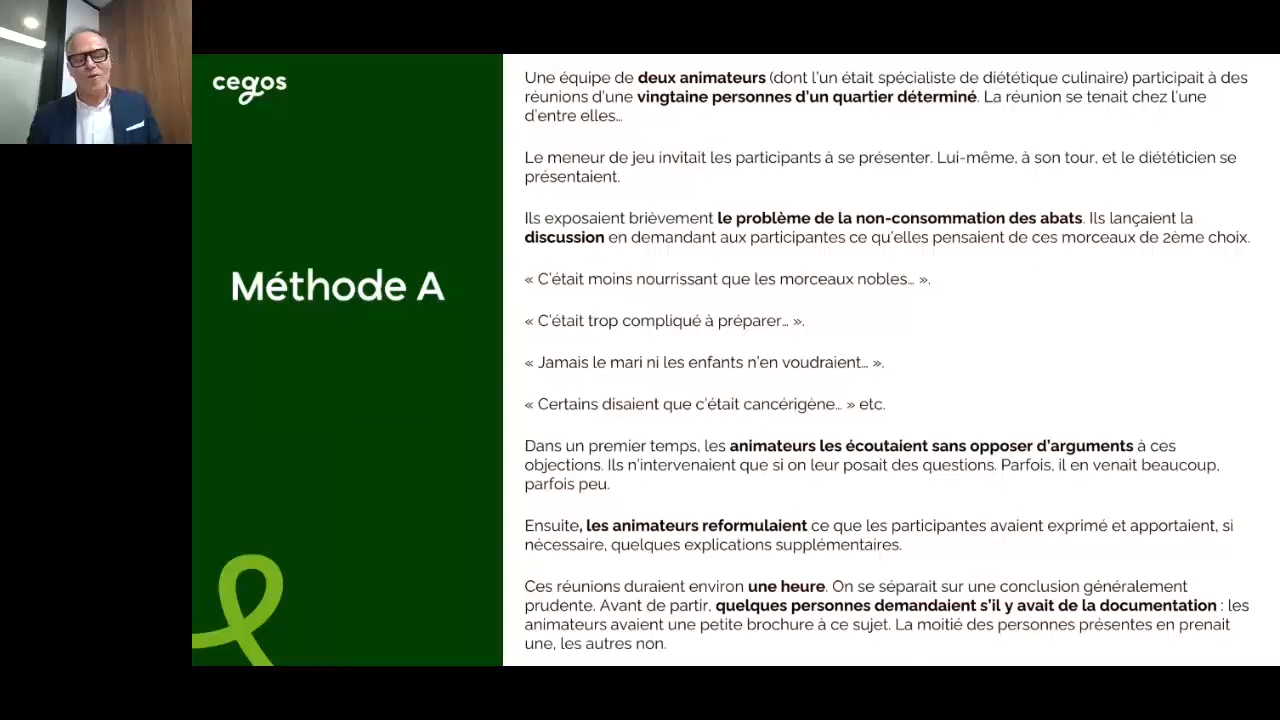 cegos
Méthode A
Une équipe de deux animateurs (dont l'un était spécialiste de diététique culinaire) participait à des
réunions d'une vingtaine personnes d'un quartier déterminé. La réunion se tenait chez l'une
d'entre elles…
Le meneur de jeu invitait les participants à se présenter. Lui-même, à son tour, et le diététicien se
présentaient.
Ils exposaient brièvement le problème de la non-consommation des abats. Ils lançaient la
discussion en demandant aux participantes ce qu'elles pensaient de ces morceaux de 2ème choix.
« C'était moins nourrissant que les morceaux nobles… ».
« C'était trop compliqué à préparer… ».
« Jamais le mari ni les enfants n'en voudraient… ».
« Certains disaient que c'était cancérigène… » etc.
Dans un premier temps, les animateurs les écoutaient sans opposer d'arguments à ces
objections. Ils n'intervenaient que si on leur posait des questions. Parfois, il en venait beaucoup,
parfois peu.
Ensuite, les animateurs reformulaient ce que les participantes avaient exprimé et apportaient, si
nécessaire, quelques explications supplémentaires.
Ces réunions duraient environ une heure. On se séparait sur une conclusion généralement
prudente. Avant de partir, quelques personnes demandaient s'il y avait de la documentation : les
animateurs avaient une petite brochure à ce sujet. La moitié des personnes présentes en prenait
une, les autres non.